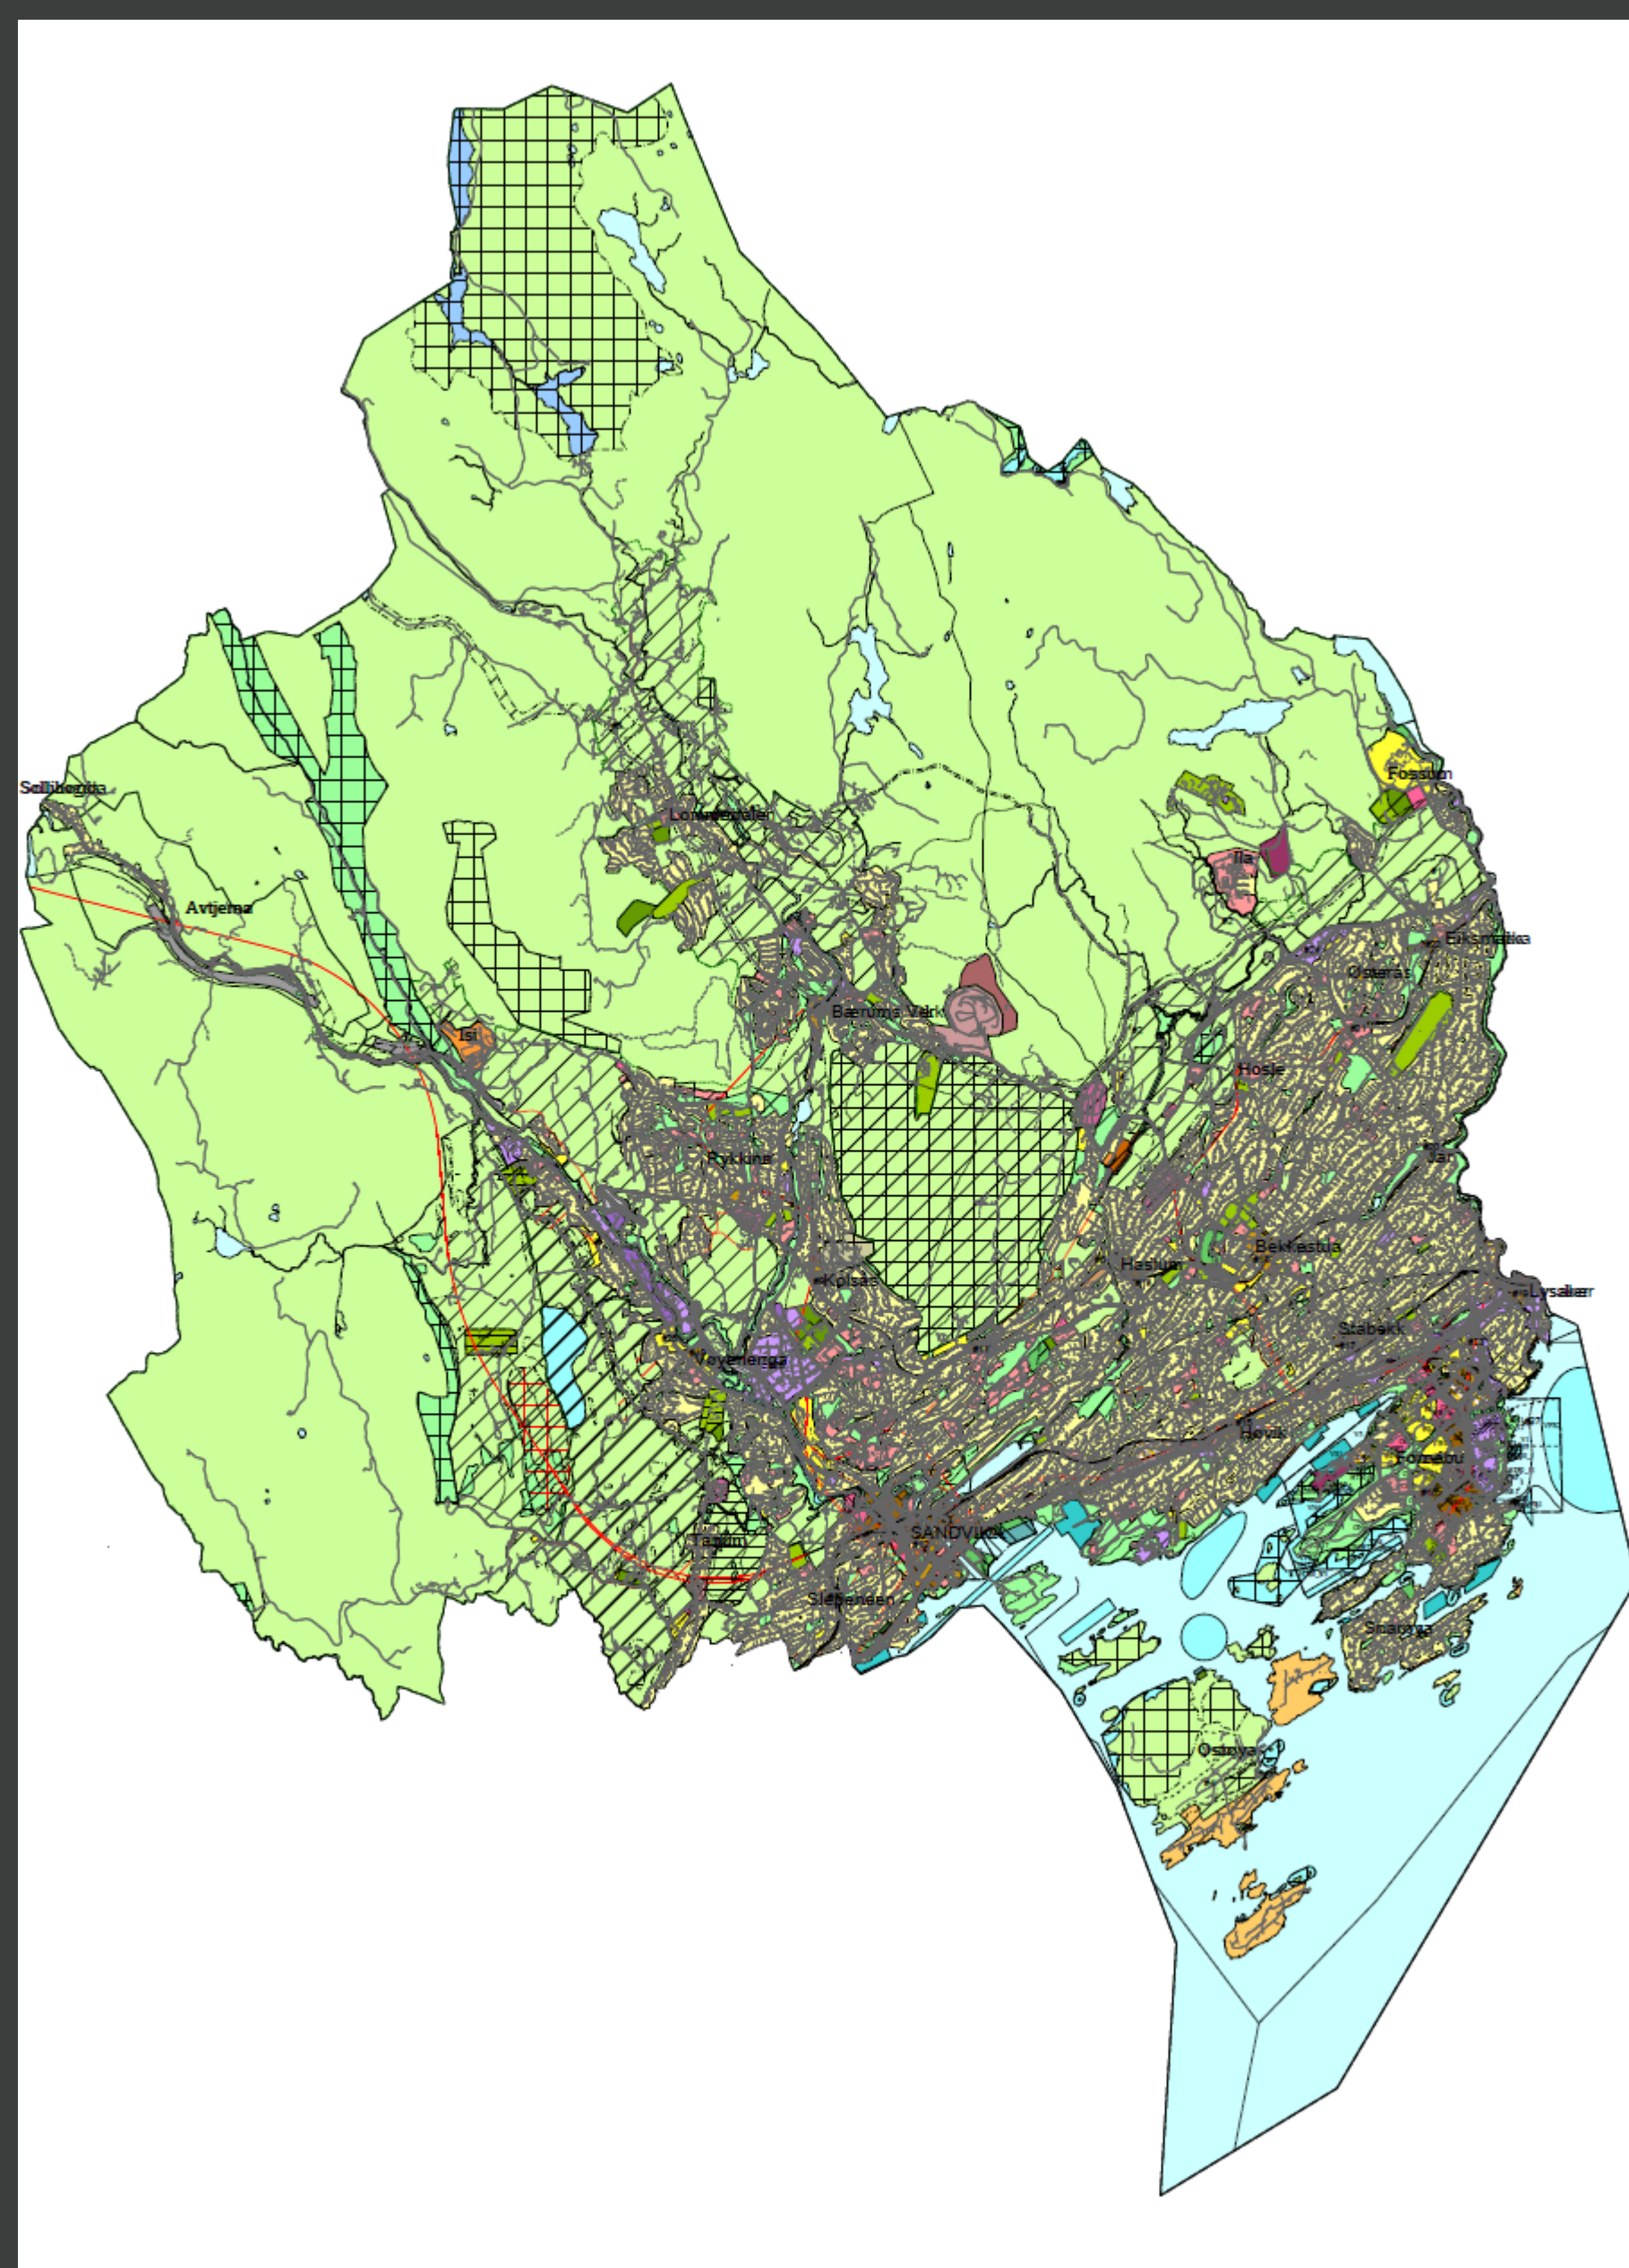 Fossum
Ila
Avtjerna
Eiksmarka
Østerås
Bærums Verk
Isi
Hosle
Jar
Rykkinn
Bekkestua
Haslum
Kolsås
Lysaker
Stabekk
Vøyenenga
Høvik
Fornebu
SANDVIKA
Tanum
Slependen
Snarøya
Ostøya